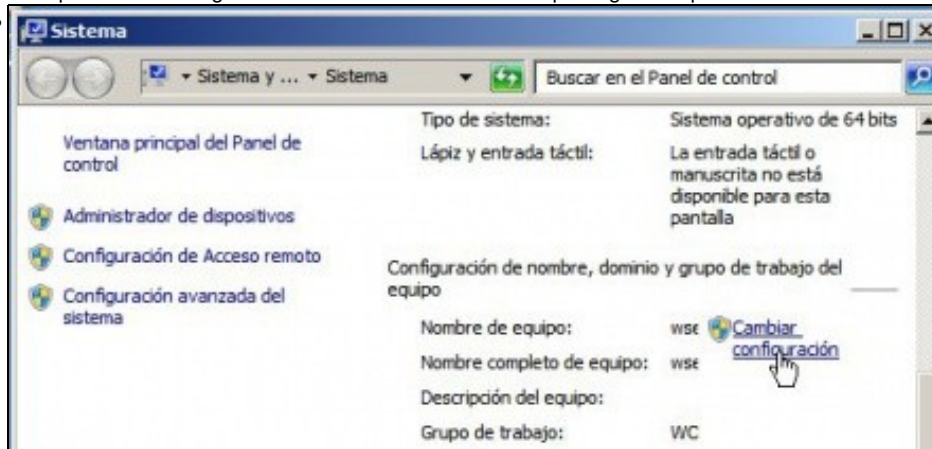 Sistema
Sistema y ... Sistema
Buscar en el Panel de control
Ventana principal del Panel de
control
Administrador de dispositivos
Configuración de Acceso remoto
Configuración avanzada del
sistema
Tipo de sistema: Sistema operativo de 64 bits
Lápiz y entrada táctil: La entrada táctil o
manuscrita no está
disponible para esta
pantalla
Configuración de nombre, dominio y grupo de trabajo del
equipo
Nombre de equipo: wse Cambiar
configuración
Nombre completo de equipo: wse
Descripción del equipo:
Grupo de trabajo: WC